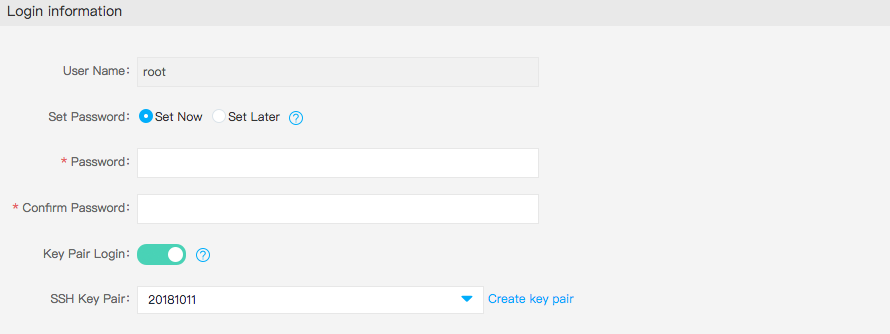 Login information
User Name: root
Set Password: Set Now Set Later ?
* Password:
* Confirm Password:
Key Pair Login: ?
SSH Key Pair: 20181011 Create key pair